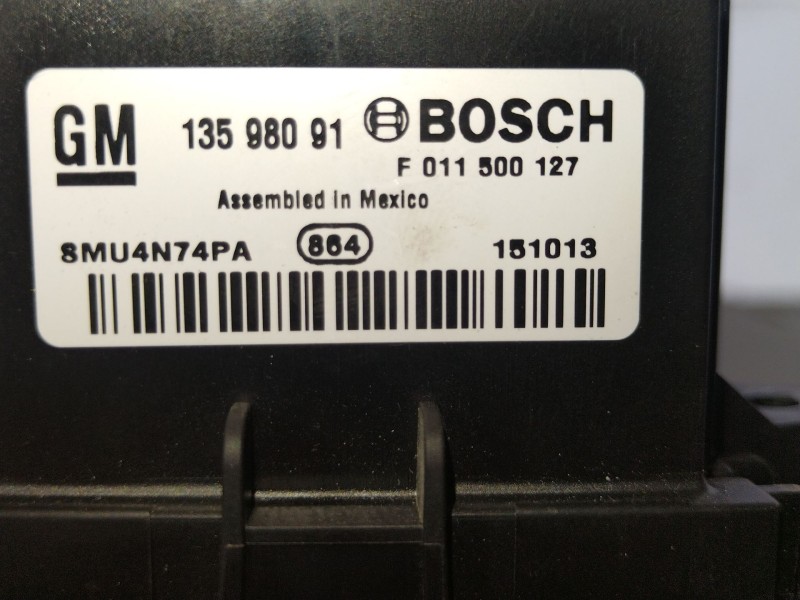 GM 135 980 91 BOSCH
F 011 500 127
Assembled in Mexico
8MU4N74PA 864 151013